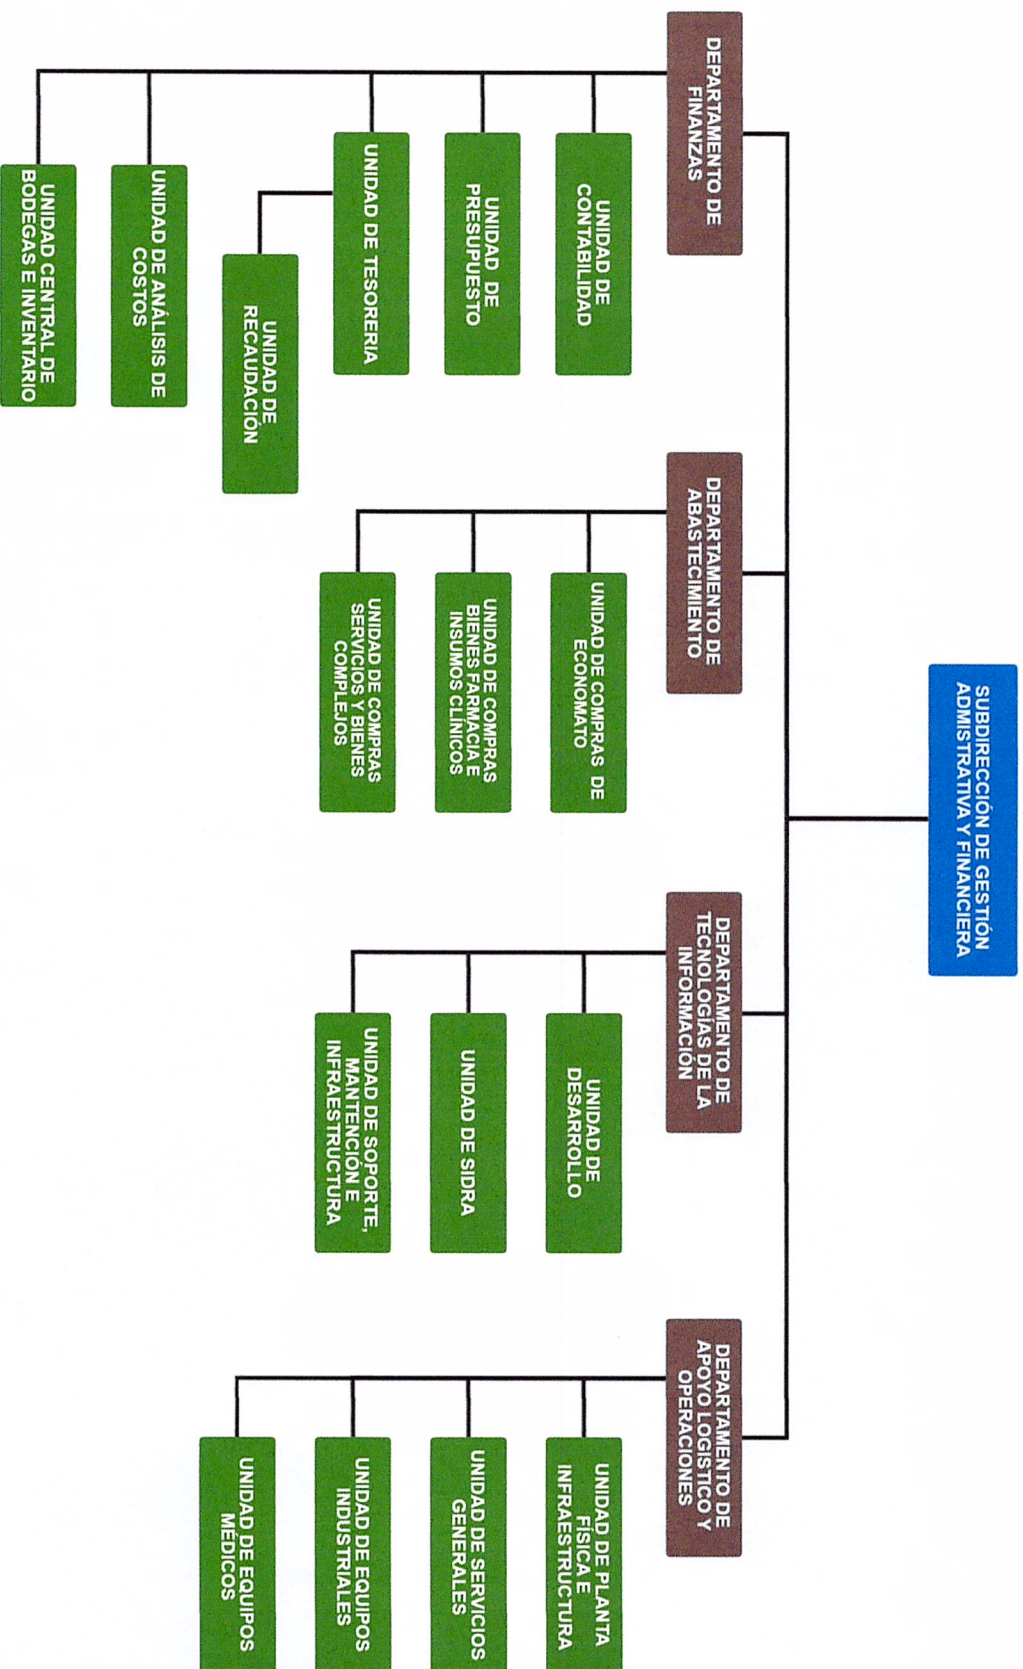 SUBDIRECCIÓN DE GESTIÓN
ADMISTRATIVA Y FINANCIERA
DEPARTAMENTO DE
FINANZAS
UNIDAD DE
CONTABILIDAD
UNIDAD DE
PRESUPUESTO
UNIDAD DE TESORERIA
UNIDAD DE
RECAUDACIÓN
UNIDAD DE ANÁLISIS DE
COSTOS
UNIDAD CENTRAL DE
BODEGAS E INVENTARIO
DEPARTAMENTO DE
ABASTECIMIENTO
UNIDAD DE COMPRAS DE
ECONOMATO
UNIDAD DE COMPRAS
BIENES FARMACIA E
INSUMOS CLÍNICOS
UNIDAD DE COMPRAS
SERVICIOS Y BIENES
COMPLEJOS
DEPARTAMENTO DE
TECNOLOGÍAS DE LA
INFORMACIÓN
UNIDAD DE
DESARROLLO
UNIDAD DE SIDRA
UNIDAD DE SOPORTE,
MANTENCIÓN E
INFRAESTRUCTURA
DEPARTAMENTO DE
APOYO LOGISTICO Y
OPERACIONES
UNIDAD DE PLANTA
FÍSICA E
INFRAESTRUCTURA
UNIDAD DE SERVICIOS
GENERALES
UNIDAD DE EQUIPOS
INDUSTRIALES
UNIDAD DE EQUIPOS
MÉDICOS